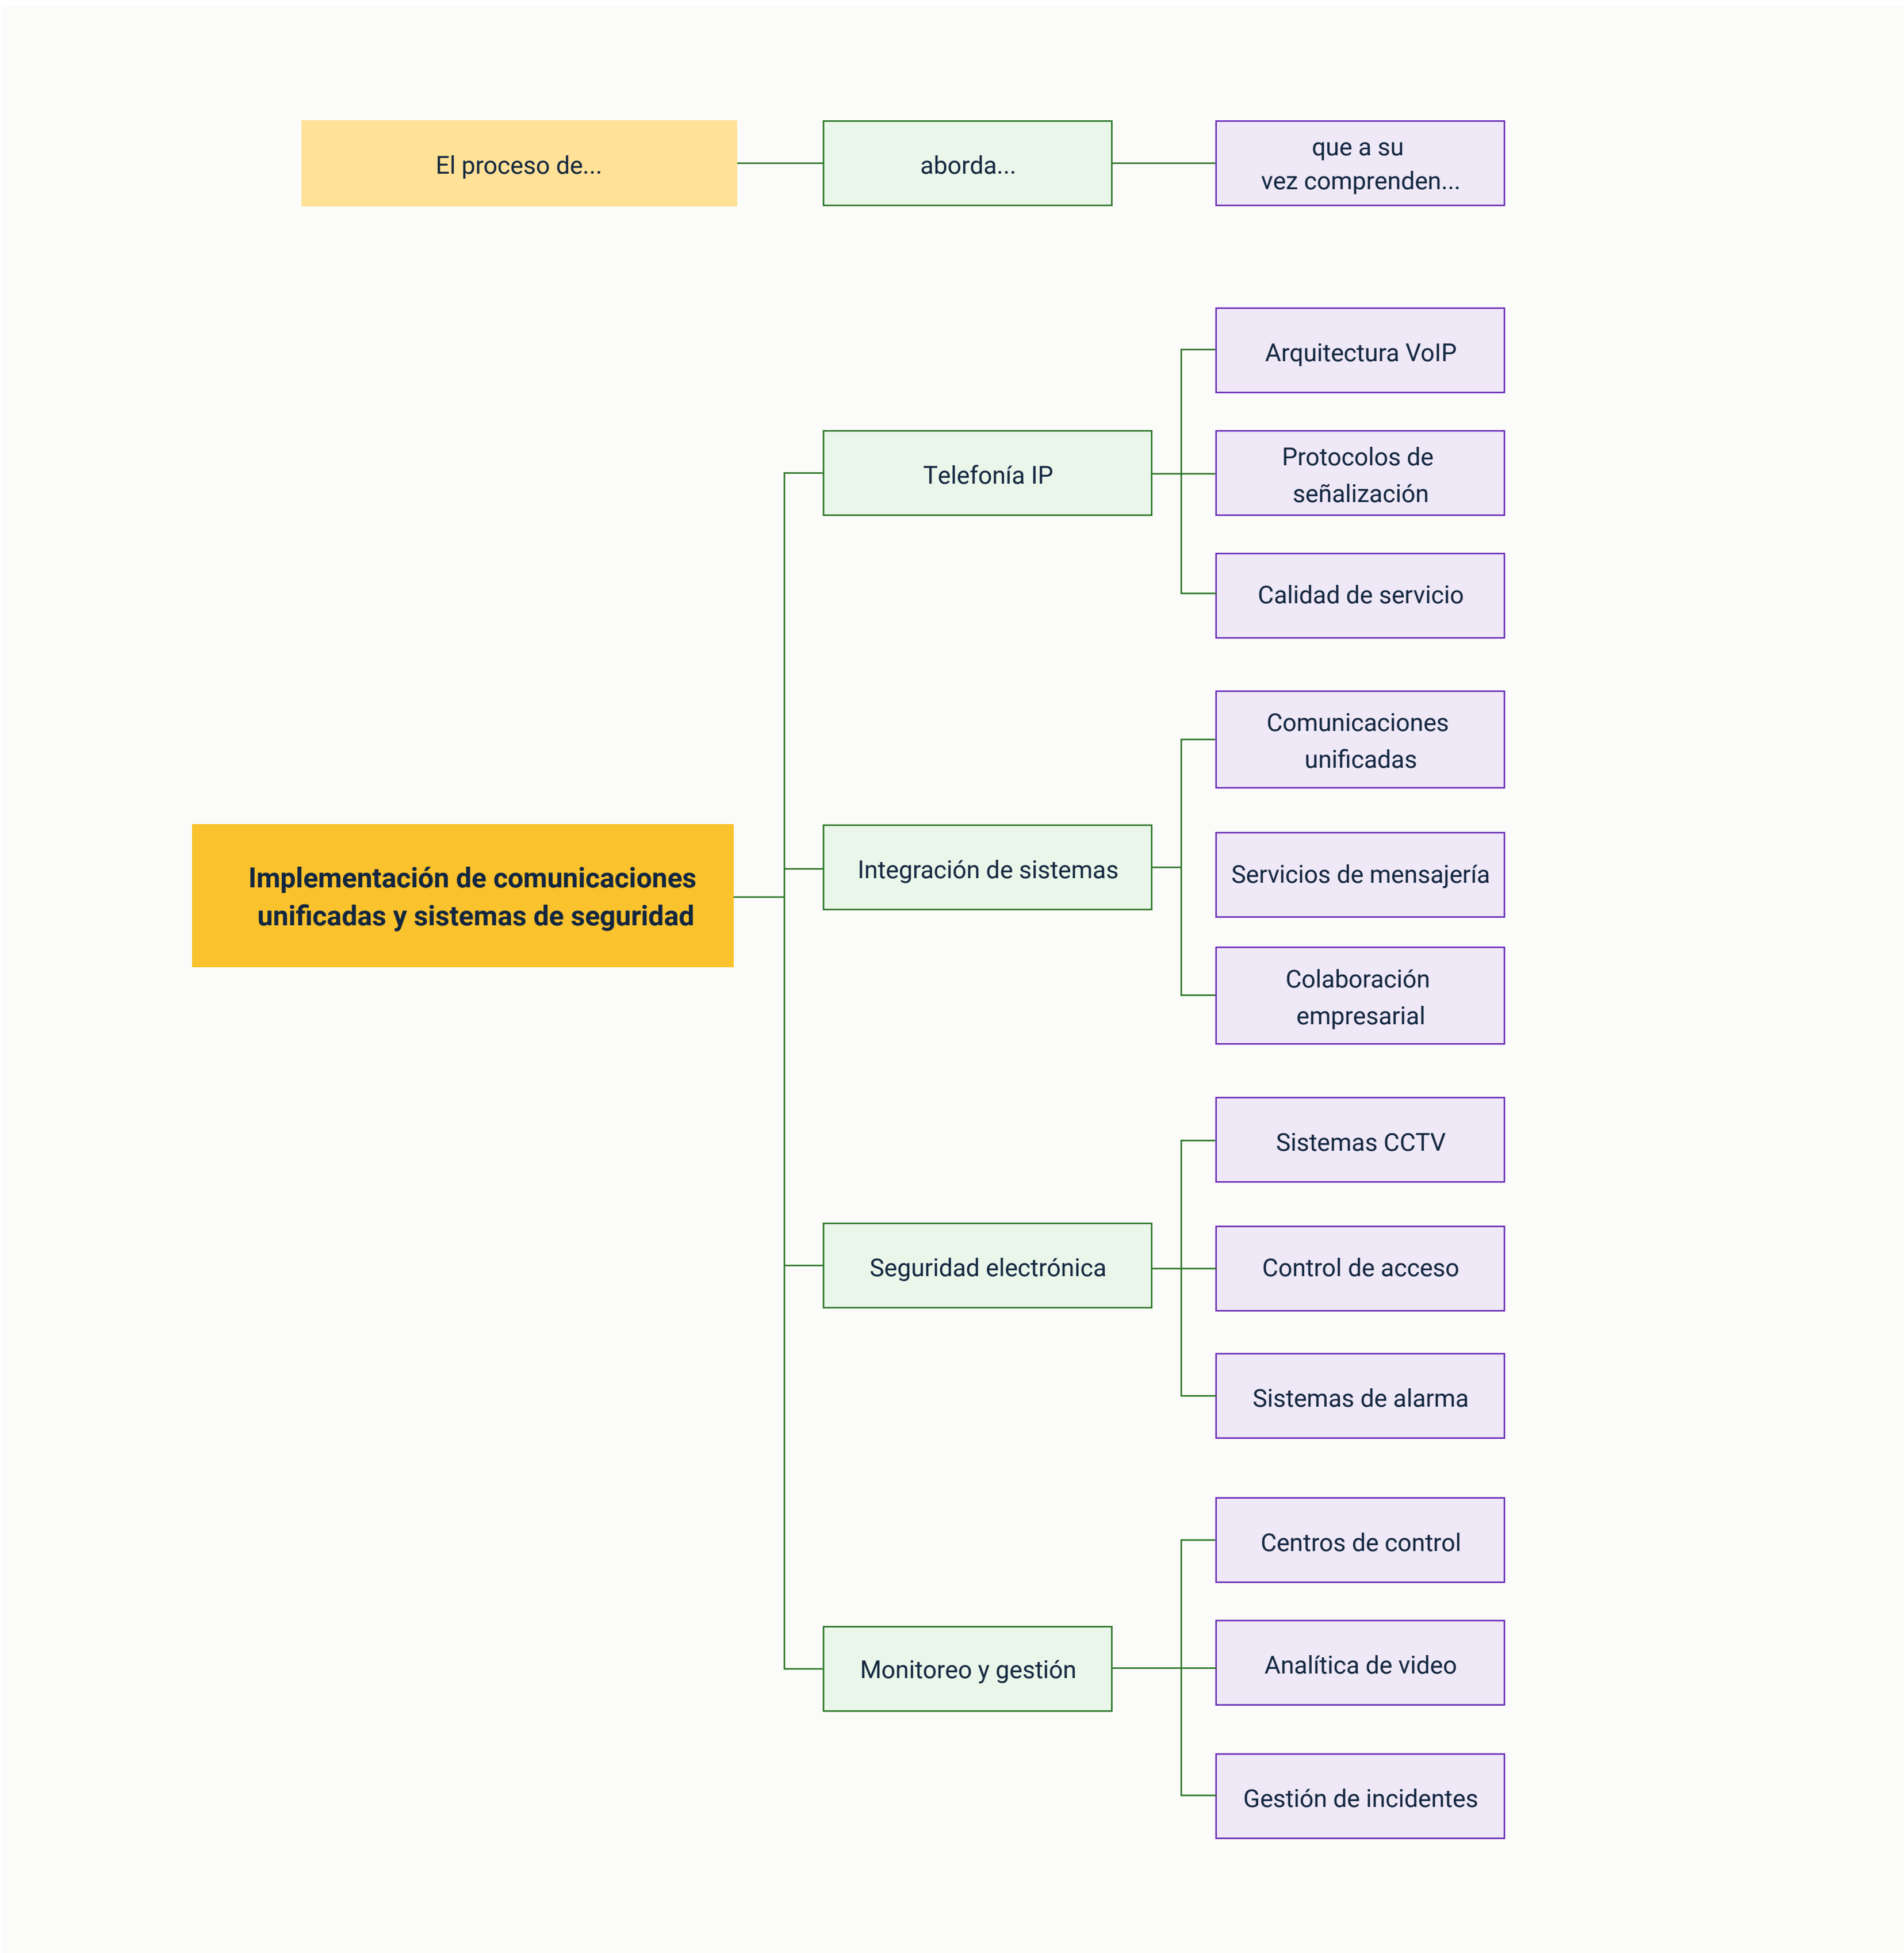 El proceso de...
aborda...
que a su
vez comprenden...
Arquitectura VoIP
Telefonía IP
Protocolos de
señalización
Calidad de servicio
Implementación de comunicaciones
unificadas y sistemas de seguridad
Integración de sistemas
Comunicaciones
unificadas
Servicios de mensajería
Colaboración
empresarial
Seguridad electrónica
Sistemas CCTV
Control de acceso
Sistemas de alarma
Monitoreo y gestión
Centros de control
Analítica de video
Gestión de incidentes